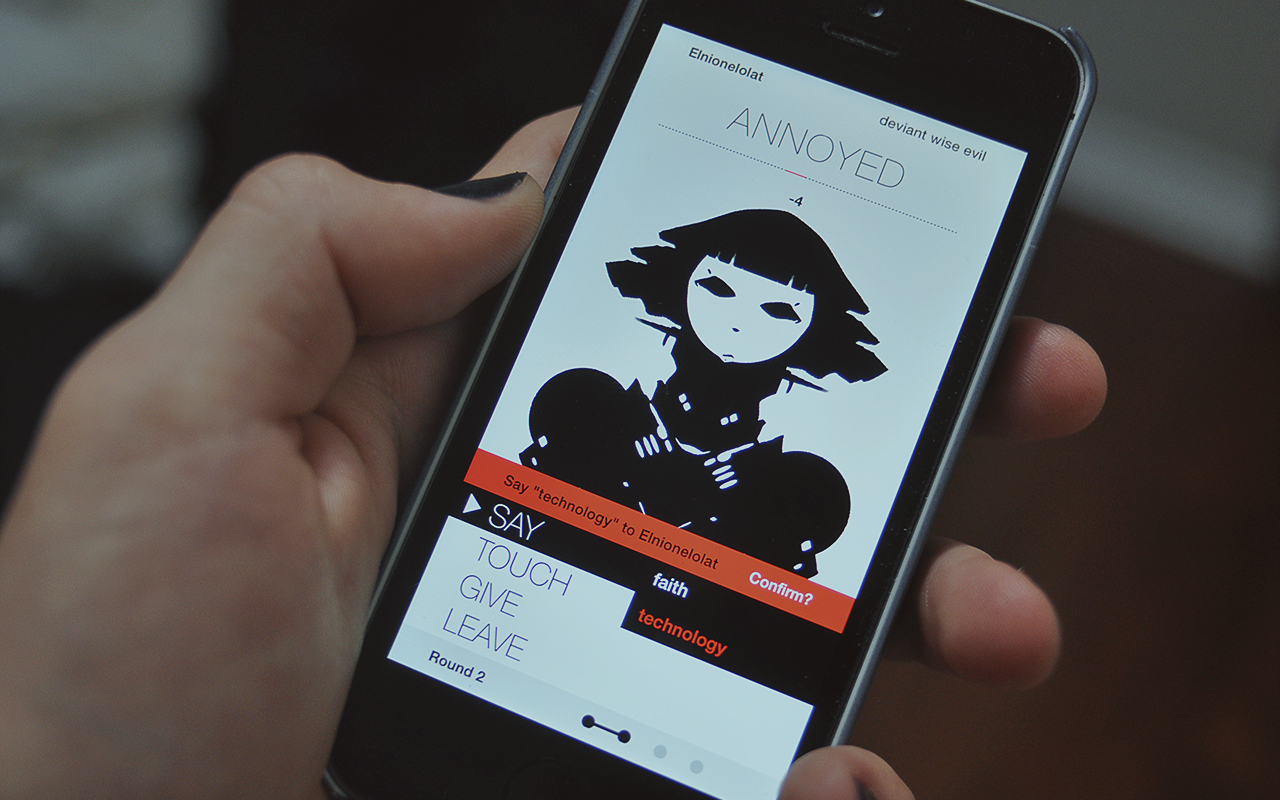 Elnionelolat
deviant wise evil
ANNOYED
-4
Say "technology" to Elnionelolat
Confirm?
SAY
TOUCH
GIVE
LEAVE
faith
technology
Round 2